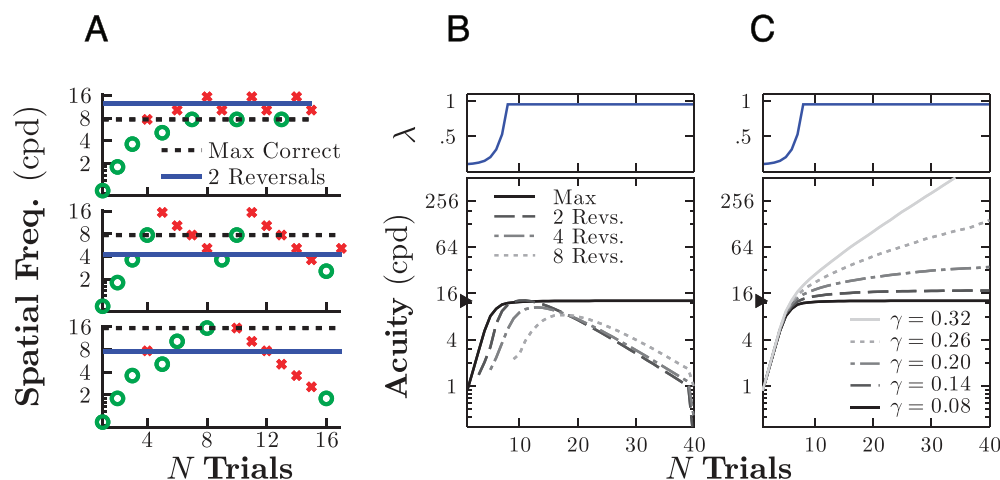 A
B
C
Spatial Freq. (cpd)
16
8
4
2
Max Correct
2 Reversals
16
8
4
2
16
8
4
2
4
8
12
16
N Trials
λ
1
.5
Acuity (cpd)
256
64
16
4
1
Max
2 Revs.
4 Revs.
8 Revs.
10
20
30
40
λ
1
.5
256
64
16
4
1
γ = 0.32
γ = 0.26
γ = 0.20
γ = 0.14
γ = 0.08
10
20
30
40
N Trials